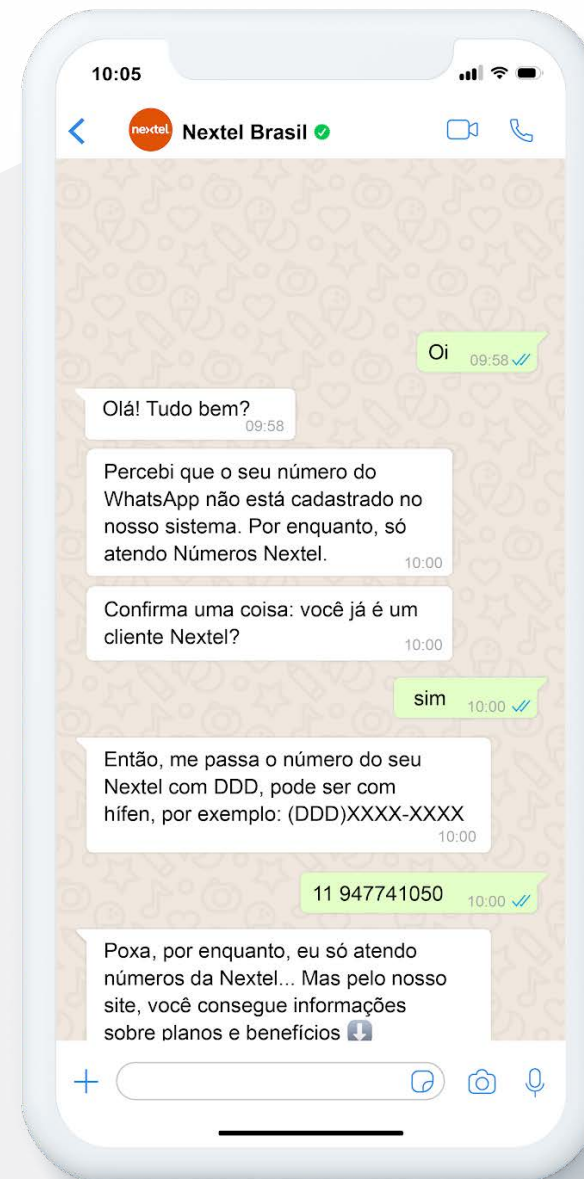 10:05
nextel
Nextel Brasil
Oi
09:58
Olá! Tudo bem?
09:58
Percebi que o seu número do
WhatsApp não está cadastrado no
nosso sistema. Por enquanto, só
atendo Números Nextel.
10:00
Confirma uma coisa: você já é um
cliente Nextel?
10:00
sim
10:00
Então, me passa o número do seu
Nextel com DDD, pode ser com
hífen, por exemplo: (DDD)XXXX-XXXX
10:00
11 947741050
10:00
Poxa, por enquanto, eu só atendo
números da Nextel... Mas pelo nosso
site, você consegue informações
sobre planos e benefícios ⬇️